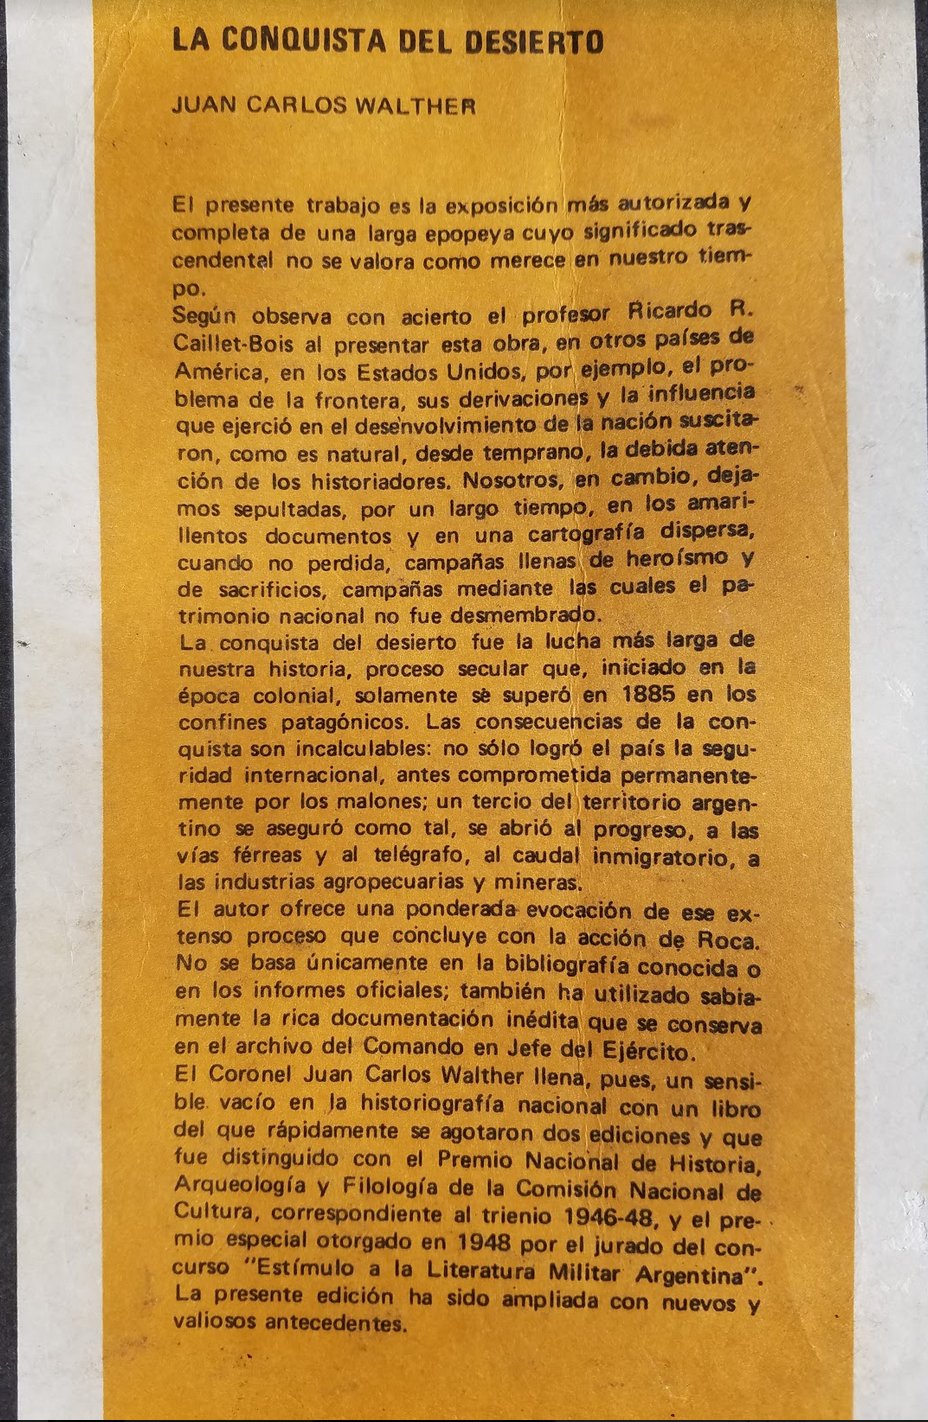 LA CONQUISTA DEL DESIERTO
JUAN CARLOS WALTHER
El presente trabajo es la exposición más autorizada y
completa de una larga epopeya cuyo significado tras-
cendental no se valora como merece en nuestro tiem-
po.
Según observa con acierto el profesor Ricardo R.
Caillet-Bois al presentar esta obra, en otros países de
América, en los Estados Unidos, por ejemplo, el pro-
blema de la frontera, sus derivaciones y la influencia
que ejerció en el desenvolvimiento de la nación suscita-
ron, como es natural, desde temprano, la debida aten-
ción de los historiadores. Nosotros, en cambio, deja-
mos sepultadas, por un largo tiempo, en los amari-
llentos documentos y en una cartografía dispersa,
cuando no perdida, campañas llenas de heroísmo y
de sacrificios, campañas mediante las cuales el pa-
trimonio nacional no fue desmembrado.
La conquista del desierto fue la lucha más larga de
nuestra historia, proceso secular que, iniciado en la
época colonial, solamente se superó en 1885 en los
confines patagónicos. Las consecuencias de la con-
quista son incalculables: no sólo logró el país la segu-
ridad internacional, antes comprometida permanente-
mente por los malones; un tercio del territorio argen-
tino se aseguró como tal, se abrió al progreso, a las
vías férreas y al telégrafo, al caudal inmigratorio, a
las industrias agropecuarias y mineras.
El autor ofrece una ponderada evocación de ese ex-
tenso proceso que concluye con la acción de Roca.
No se basa únicamente en la bibliografía conocida o
en los informes oficiales; también ha utilizado sabia-
mente la rica documentación inédita que se conserva
en el archivo del Comando en Jefe del Ejército.
El Coronel Juan Carlos Walther llena, pues, un sensi-
ble vacío en la historiografía nacional con un libro
del que rápidamente se agotaron dos ediciones y que
fue distinguido con el Premio Nacional de Historia,
Arqueología y Filología de la Comisión Nacional de
Cultura, correspondiente al trienio 1946-48, y el pre-
mio especial otorgado en 1948 por el jurado del con-
curso "Estímulo a la Literatura Militar Argentina".
La presente edición ha sido ampliada con nuevos y
valiosos antecedentes.